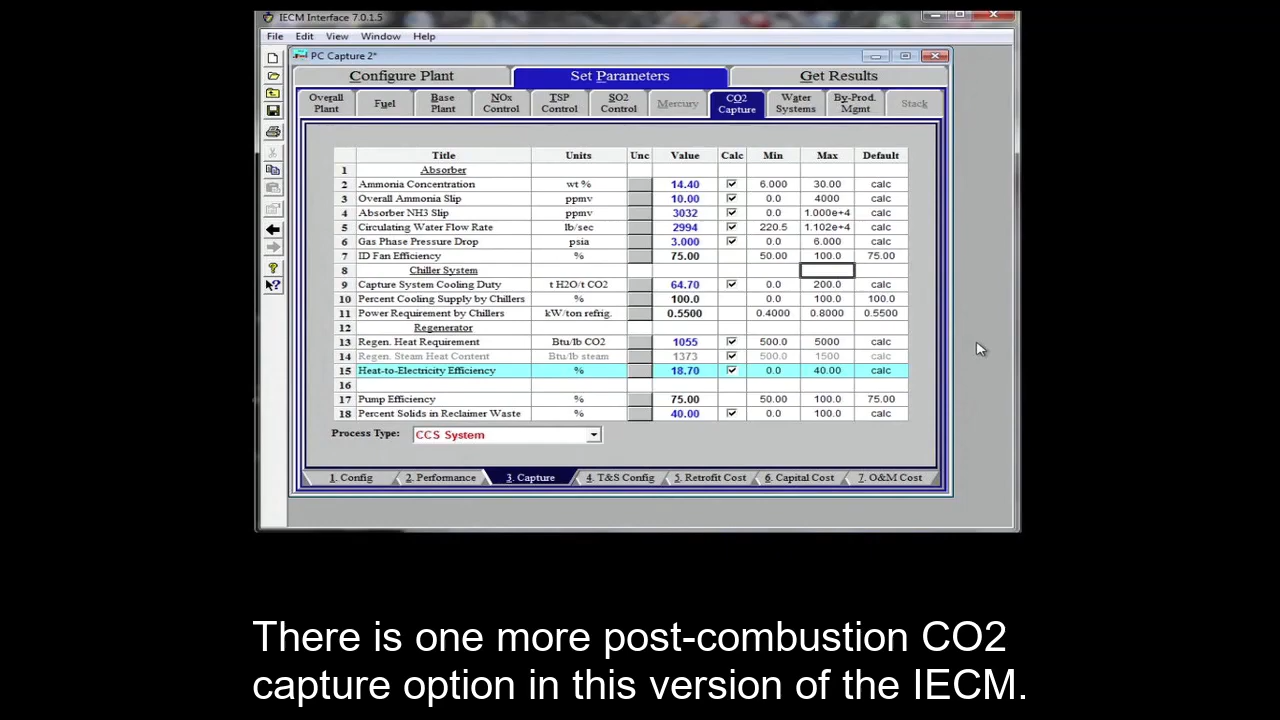 IECM Interface 7.0.1.5
File Edit View Window Help
PC Capture 2*
Configure Plant Set Parameters Get Results
Overall Plant Fuel Base Plant NOx Control TSP Control SO2 Control Mercury CO2 Capture Water Systems By-Prod. Mgmt Stack
Title Units Unc Value Calc Min Max Default
1 Absorber
2 Ammonia Concentration wt % 14.40 6.000 30.00 calc
3 Overall Ammonia Slip ppmv 10.00 0.0 4000 calc
4 Absorber NH3 Slip ppmv 3032 0.0 1.000e+4 calc
5 Circulating Water Flow Rate lb/sec 2994 220.5 1.102e+4 calc
6 Gas Phase Pressure Drop psia 3.000 0.0 6.000 calc
7 ID Fan Efficiency % 75.00 50.00 100.0 75.00
8 Chiller System
9 Capture System Cooling Duty t H2O/t CO2 64.70 0.0 200.0 calc
10 Percent Cooling Supply by Chillers % 100.0 0.0 100.0 100.0
11 Power Requirement by Chillers kW/ton refrig. 0.5500 0.4000 0.8000 0.5500
12 Regenerator
13 Regen. Heat Requirement Btu/lb CO2 1055 500.0 5000 calc
14 Regen. Steam Heat Content Btu/lb steam 1373 500.0 1500 calc
15 Heat-to-Electricity Efficiency % 18.70 0.0 40.00 calc
16
17 Pump Efficiency % 75.00 50.00 100.0 75.00
18 Percent Solids in Reclaimer Waste % 40.00 0.0 100.0 calc
Process Type: CCS System
1. Config 2. Performance 3. Capture 4. T&S Config 5. Retrofit Cost 6. Capital Cost 7. O&M Cost
There is one more post-combustion CO2
capture option in this version of the IECM.